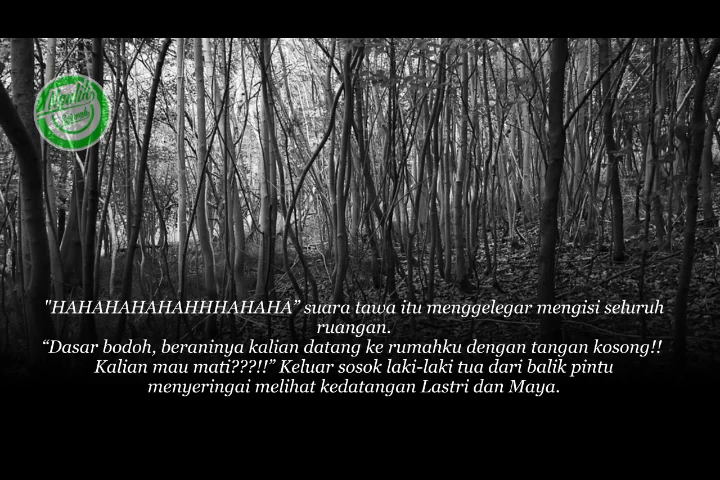 "HAHAHAHAHAHHHAHAHA” suara tawa itu menggelegar mengisi seluruh
ruangan.
“Dasar bodoh, beraninya kalian datang ke rumahku dengan tangan kosong!!
Kalian mau mati???!!” Keluar sosok laki-laki tua dari balik pintu
menyeringai melihat kedatangan Lastri dan Maya.